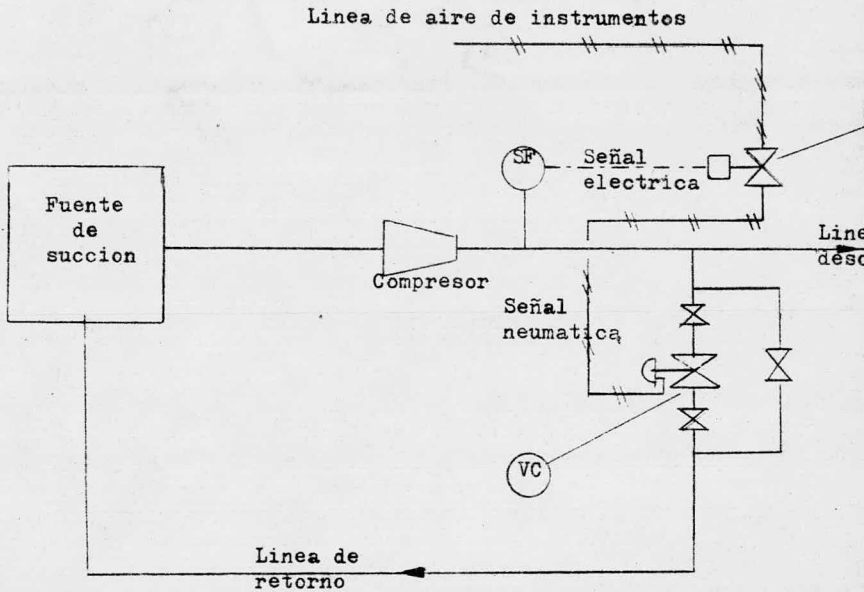 Linea de aire de instrumentos
SF
Señal
electrica
Fuente
de
succion
Compresor
Señal
neumatica
VC
Linea de
retorno